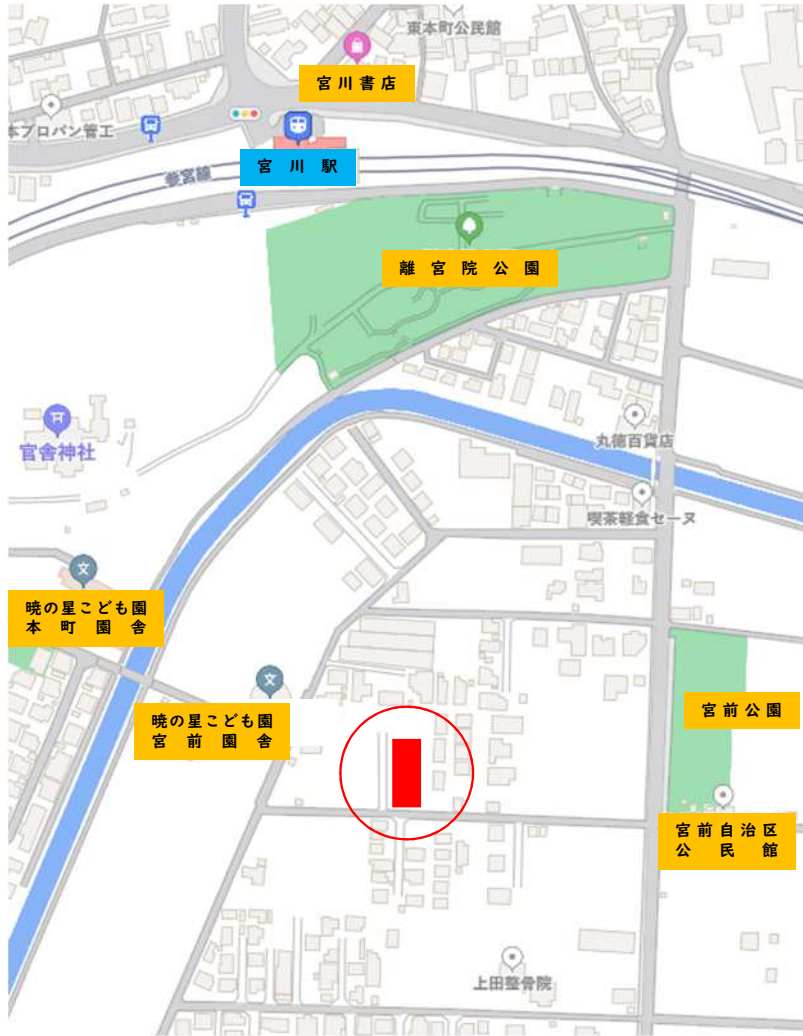 東本町公民館
宮川書店
本プロパン管工
宮川駅
参宮線
離宮院公園
丸徳百貨店
官舎神社
喫茶軽食セーヌ
文
暁の星こども園
本町園舎
文
暁の星こども園
宮前園舎
宮前公園
宮前自治区
公民館
上田整骨院